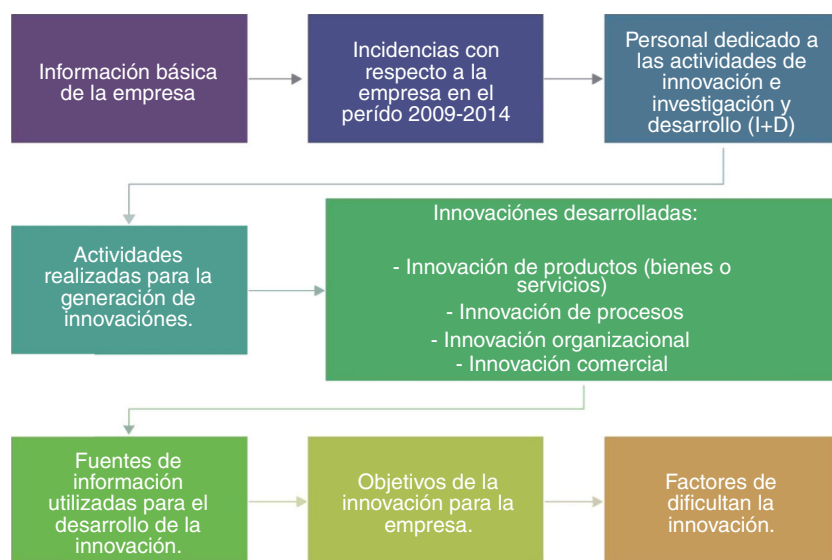 Información básica
de la empresa
Incidencias con
respecto a la
empresa en el
perído 2009-2014
Personal dedicado a
las actividades de
innovación e
investigación y
desarrollo (I+D)
Actividades
realizadas para la
generación de
innovaciónes.
Innovaciónes desarrolladas:
- Innovación de productos (bienes o
servicios)
- Innovación de procesos
- Innovación organizacional
- Innovación comercial
Fuentes de
información
utilizadas para el
desarrollo de la
innovación.
Objetivos de la
innovación para la
empresa.
Factores de
dificultan la
innovación.